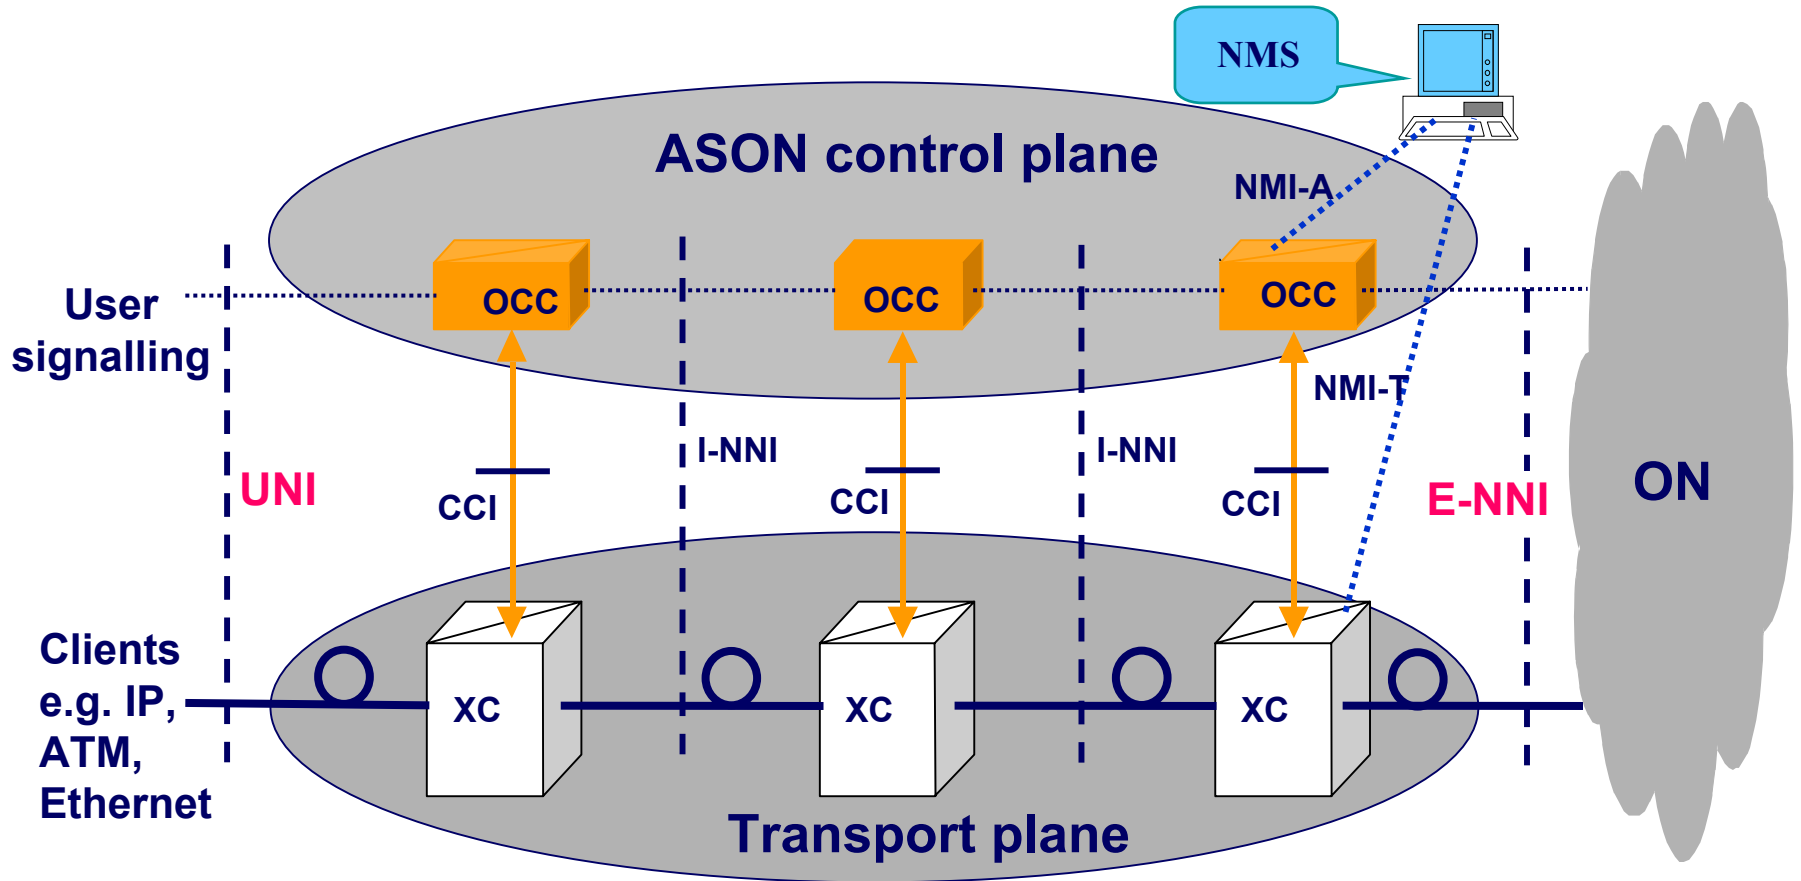 NMS
ASON control plane
NMI-A
User
signalling
OCC
OCC
OCC
NMI-T
I-NNI
I-NNI
UNI
CCI
CCI
CCI
E-NNI
ON
Clients
e.g. IP,
ATM,
Ethernet
XC
XC
XC
Transport plane